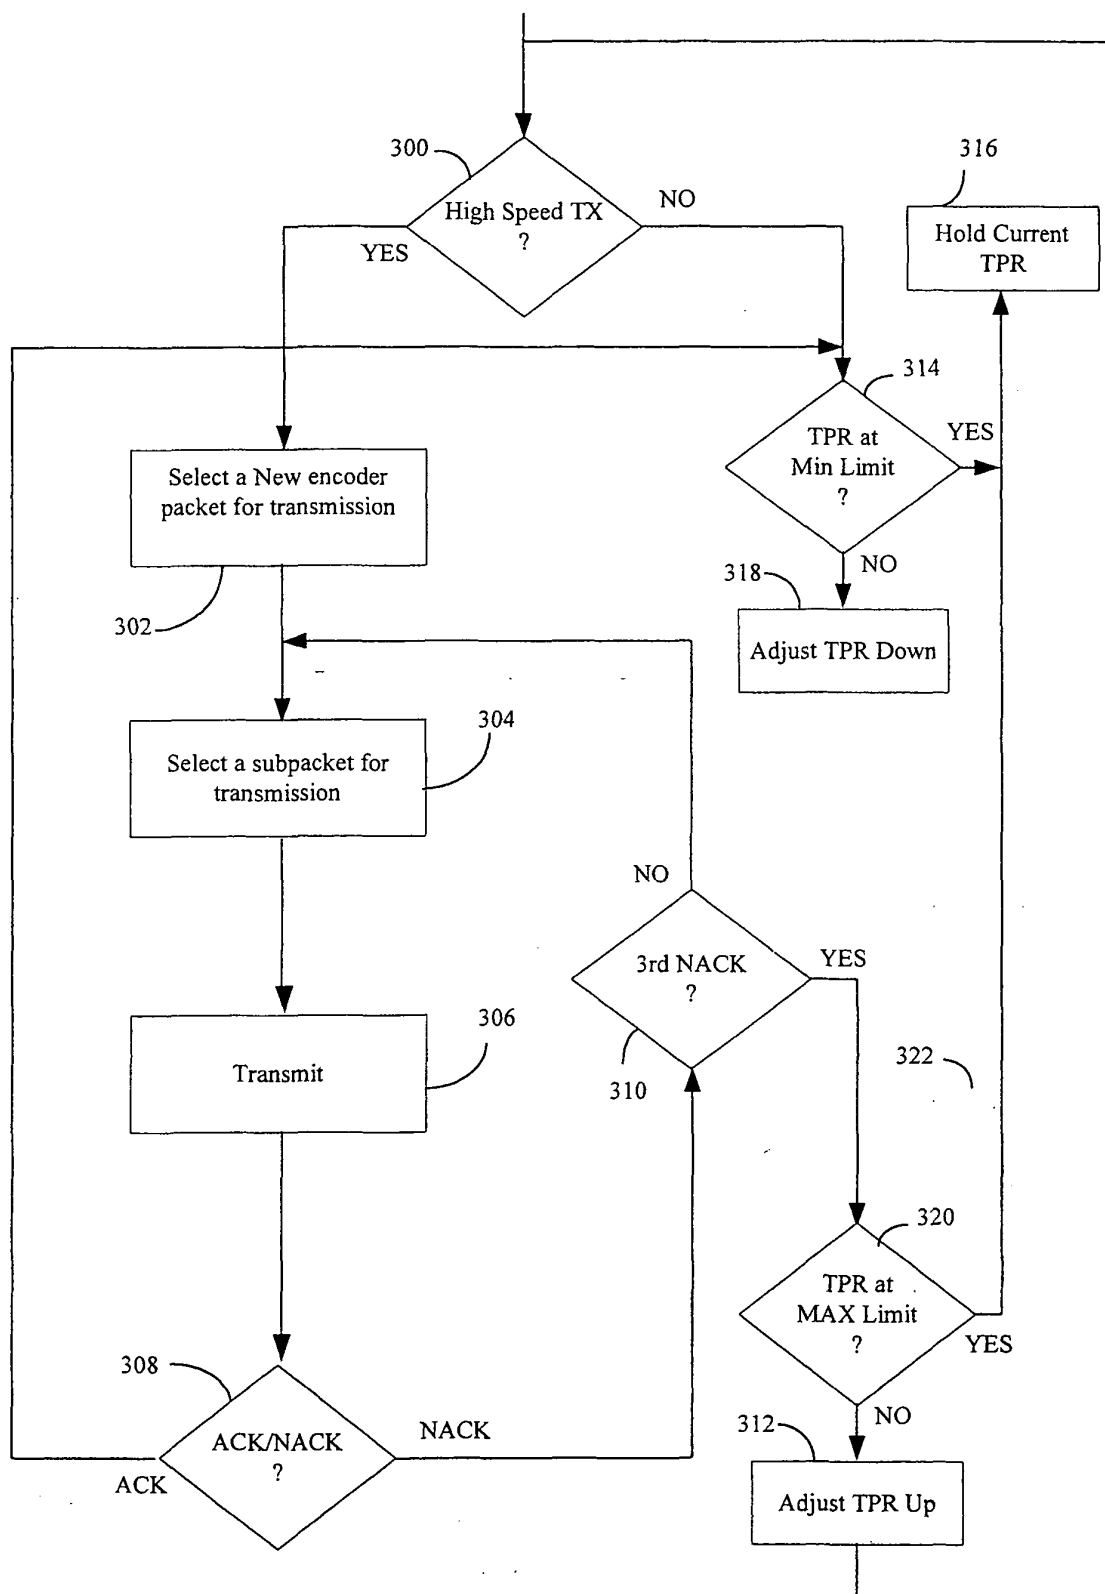 300
High Speed TX
?
NO
YES
316
Hold Current
TPR
314
TPR at
Min Limit
?
YES
NO
Select a New encoder
packet for transmission
302
318
Adjust TPR Down
304
Select a subpacket for
transmission
NO
3rd NACK
?
YES
310
306
Transmit
322
320
TPR at
MAX Limit
?
YES
NO
308
ACK/NACK
?
NACK
ACK
312
Adjust TPR Up